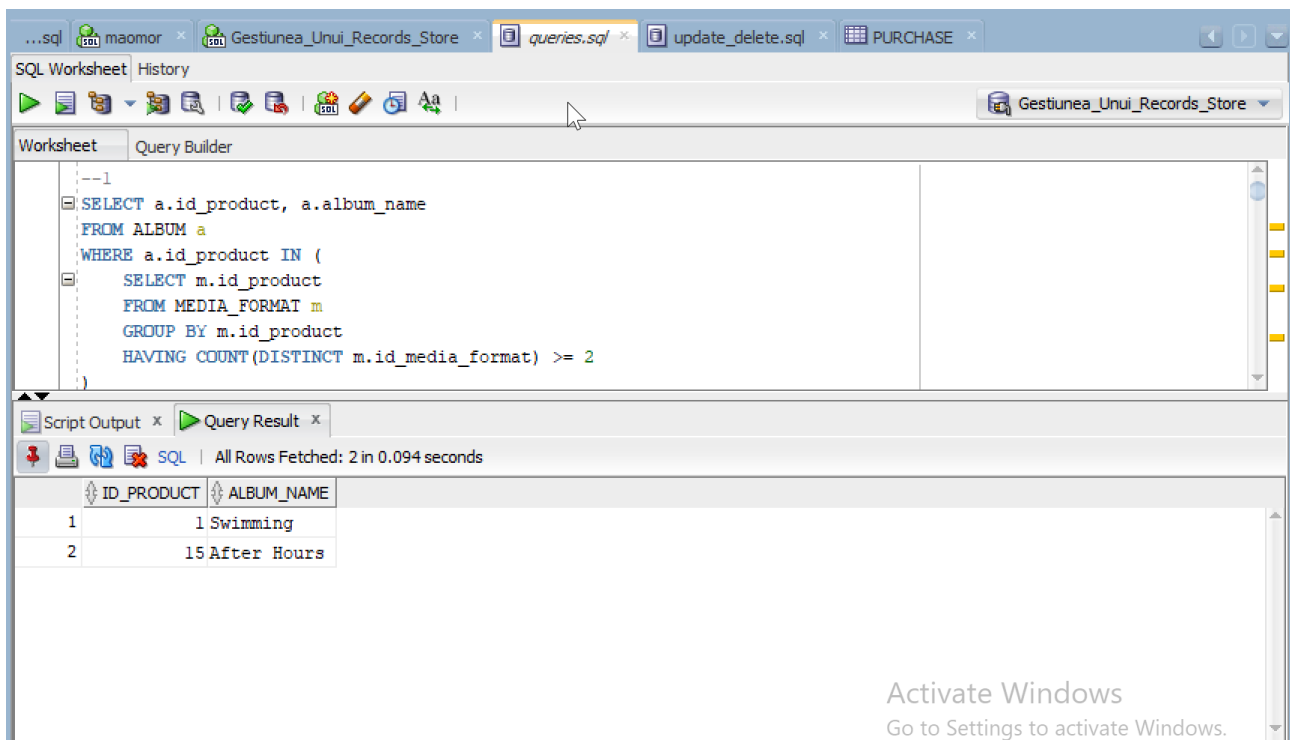 ...sql maomor Gestiunea_Unui_Records_Store queries.sql update_delete.sql PURCHASE
SQL Worksheet History
Aa Gestiunea_Unui_Records_Store
Worksheet Query Builder
--1
SELECT a.id_product, a.album_name
FROM ALBUM a
WHERE a.id_product IN (
SELECT m.id_product
FROM MEDIA_FORMAT m
GROUP BY m.id_product
HAVING COUNT(DISTINCT m.id_media_format) >= 2
)
Script Output x Query Result x
SQL | All Rows Fetched: 2 in 0.094 seconds
ID_PRODUCT ALBUM_NAME
1 1 Swimming
2 15 After Hours
Activate Windows
Go to Settings to activate Windows.